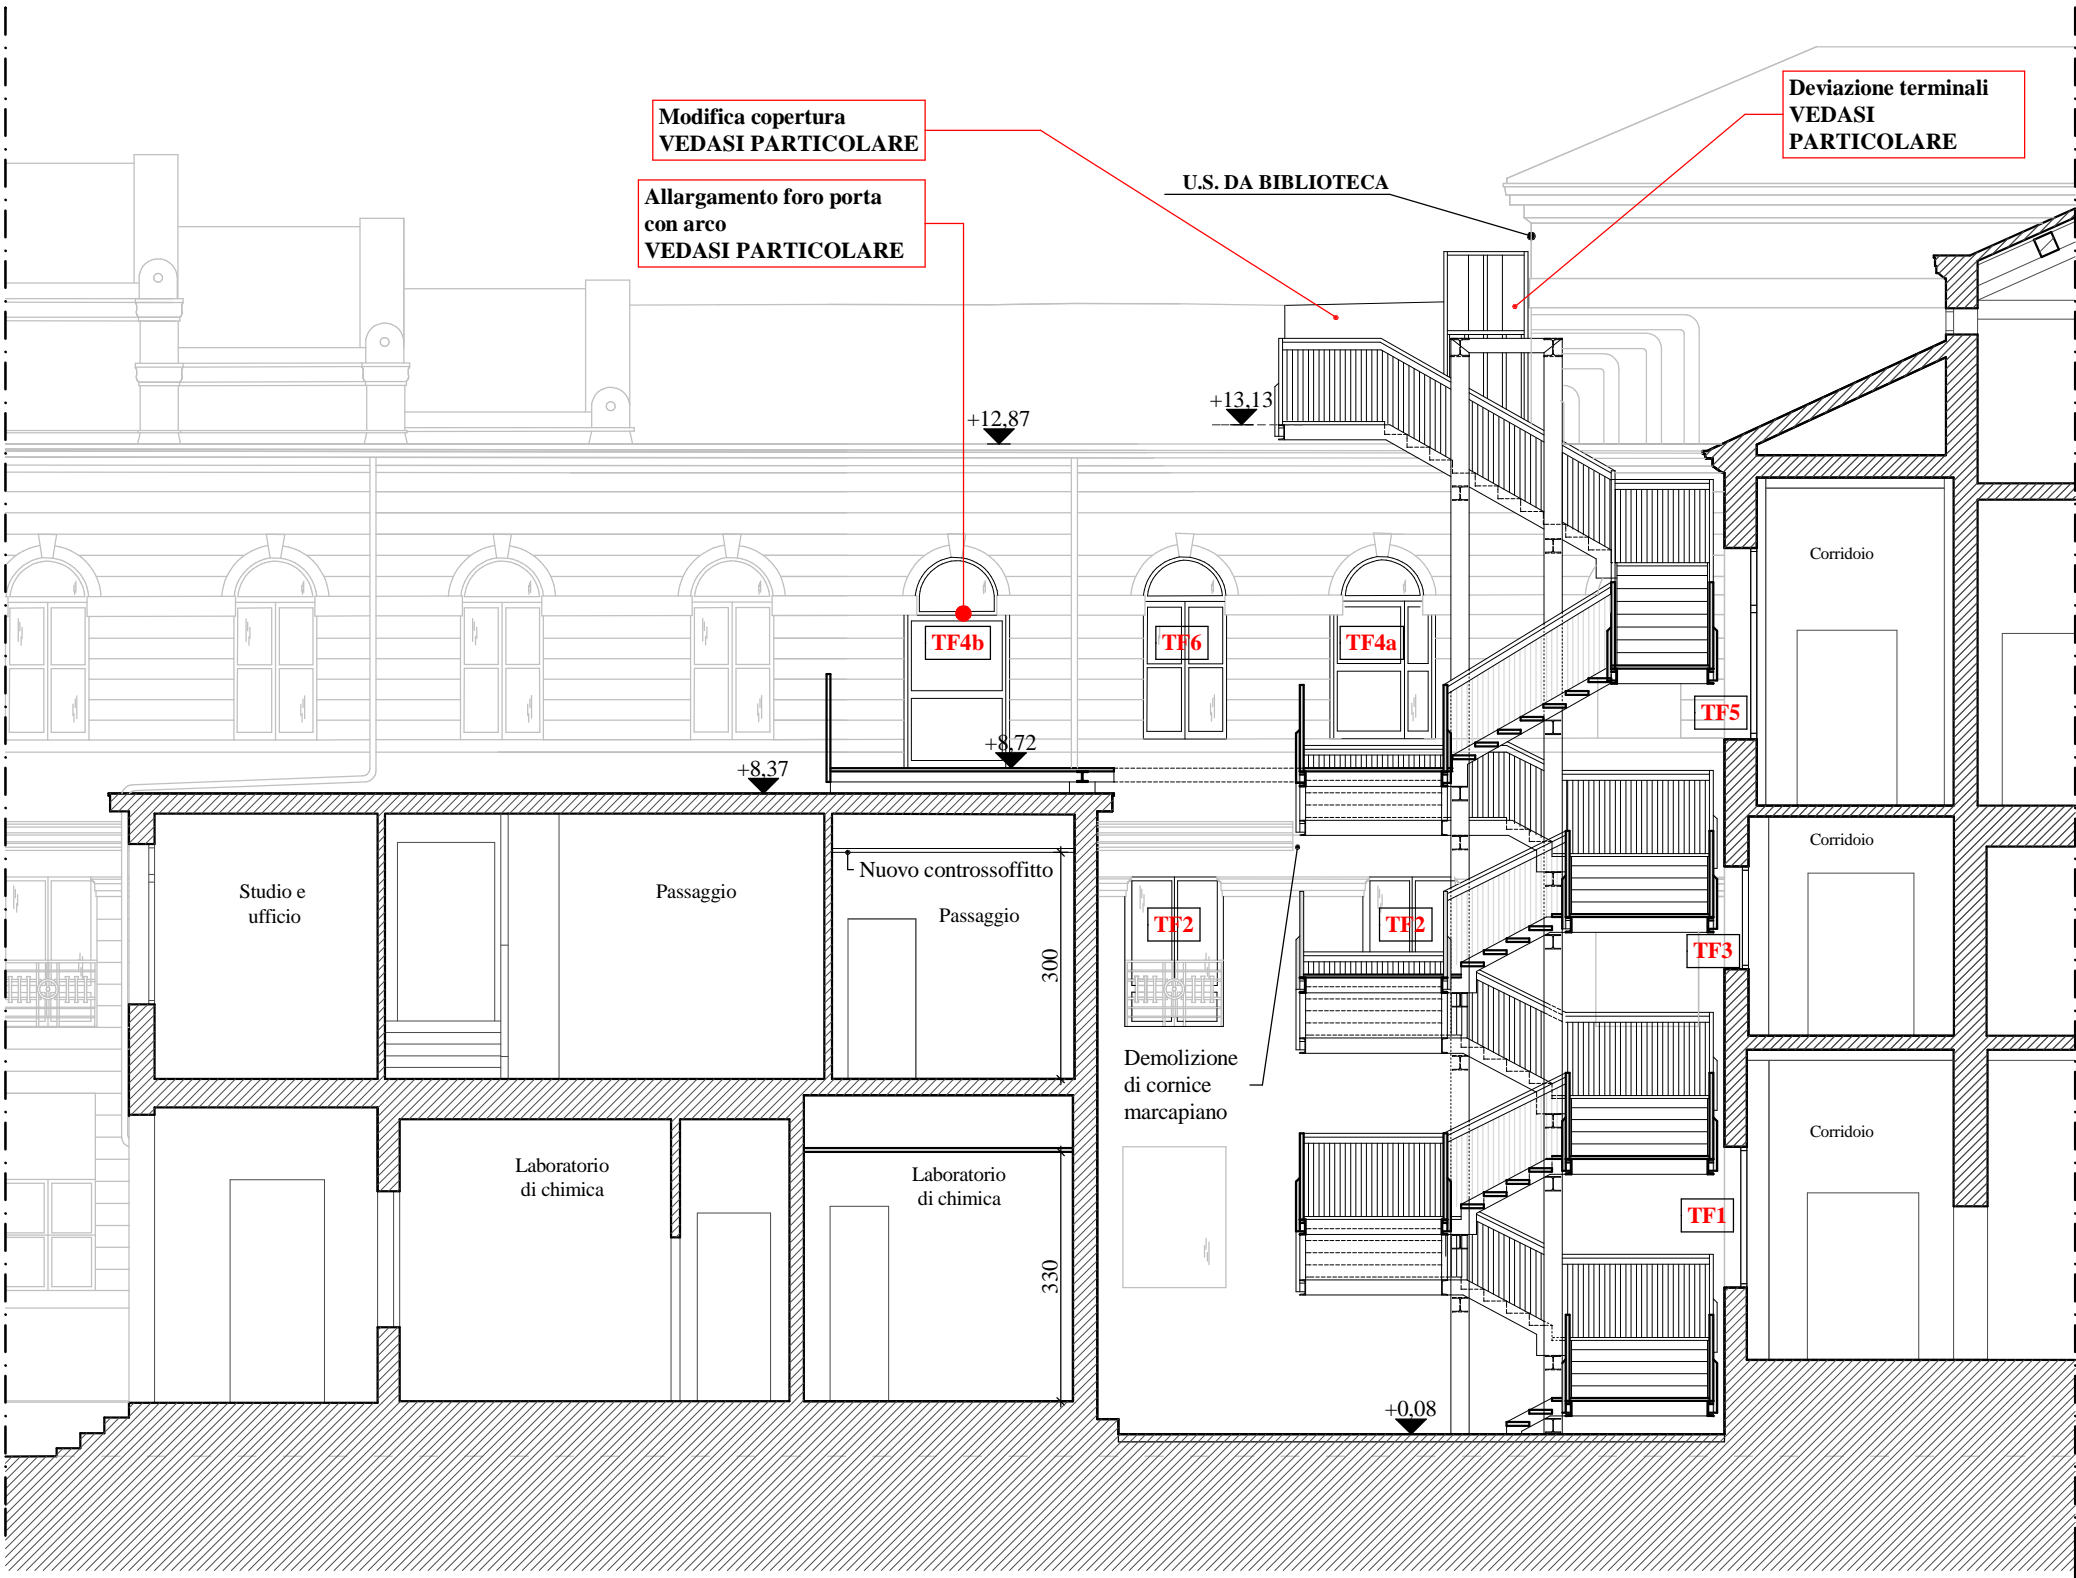 Modifica copertura
VEDASI PARTICOLARE
Deviazione terminali
VEDASI
PARTICOLARE
Allargamento foro porta
con arco
VEDASI PARTICOLARE
U.S. DA BIBLIOTECA
+13,13
+12,87
Corridoio
TF4b
TF6
TF4a
TF5
+8,72
+8,37
Nuovo controssoffitto
Studio e
ufficio
Passaggio
Passaggio
300
TF2
TF2
TF3
Corridoio
Demolizione
di cornice
marcapiano
Laboratorio
di chimica
Laboratorio
di chimica
330
TF1
Corridoio
+0,08